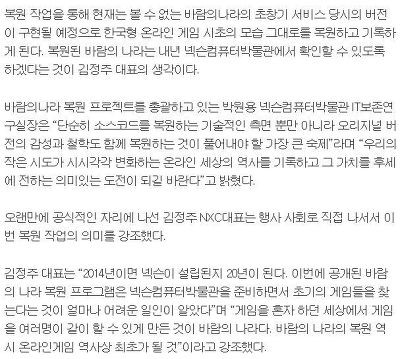 복원 작업을 통해 현재는 볼 수 없는 바람의나라의 초창기 서비스 당시의 버전
이 구현될 예정으로 한국형 온라인 게임 시초의 모습 그대로를 복원하고 기록하
게 된다. 복원된 바람의 나라는 내년 넥슨컴퓨터박물관에서 확인할 수 있도록
하겠다는 것이 김정주 대표의 생각이다.
바람의나라 복원 프로젝트를 총괄하고 있는 박원용 넥슨컴퓨터박물관 IT보존연
구실장은 “단순히 소스코드를 복원하는 기술적인 측면 뿐만 아니라 오리지널 버
전의 감성과 철학도 함께 복원하는 것이 풀어내야 할 가장 큰 숙제”라며 “우리의
작은 시도가 시시각각 변화하는 온라인 세상의 역사를 기록하고 그 가치를 후세
에 전하는 의미있는 도전이 되길 바란다”고 밝혔다.
오랜만에 공식적인 자리에 나선 김정주 NXC대표는 행사 사회로 직접 나서서 이
번 복원 작업의 의미를 강조했다.
김정주 대표는 “2014년이면 넥슨이 설립된지 20년이 된다. 이번에 공개된 바람
의 나라 복원 프로그램은 넥슨컴퓨터박물관을 준비하면서 초기의 게임들을 찾
는다는 것이 얼마나 어려운 일인이 알았다”며 “게임을 혼자 하던 세상에서 게임
을 여러명이 같이 할 수 있게 만든 것이 바람의 나라다. 바람의 나라의 복원 역
시 온라인게임 역사상 최초가 될 것”이라고 강조했다.